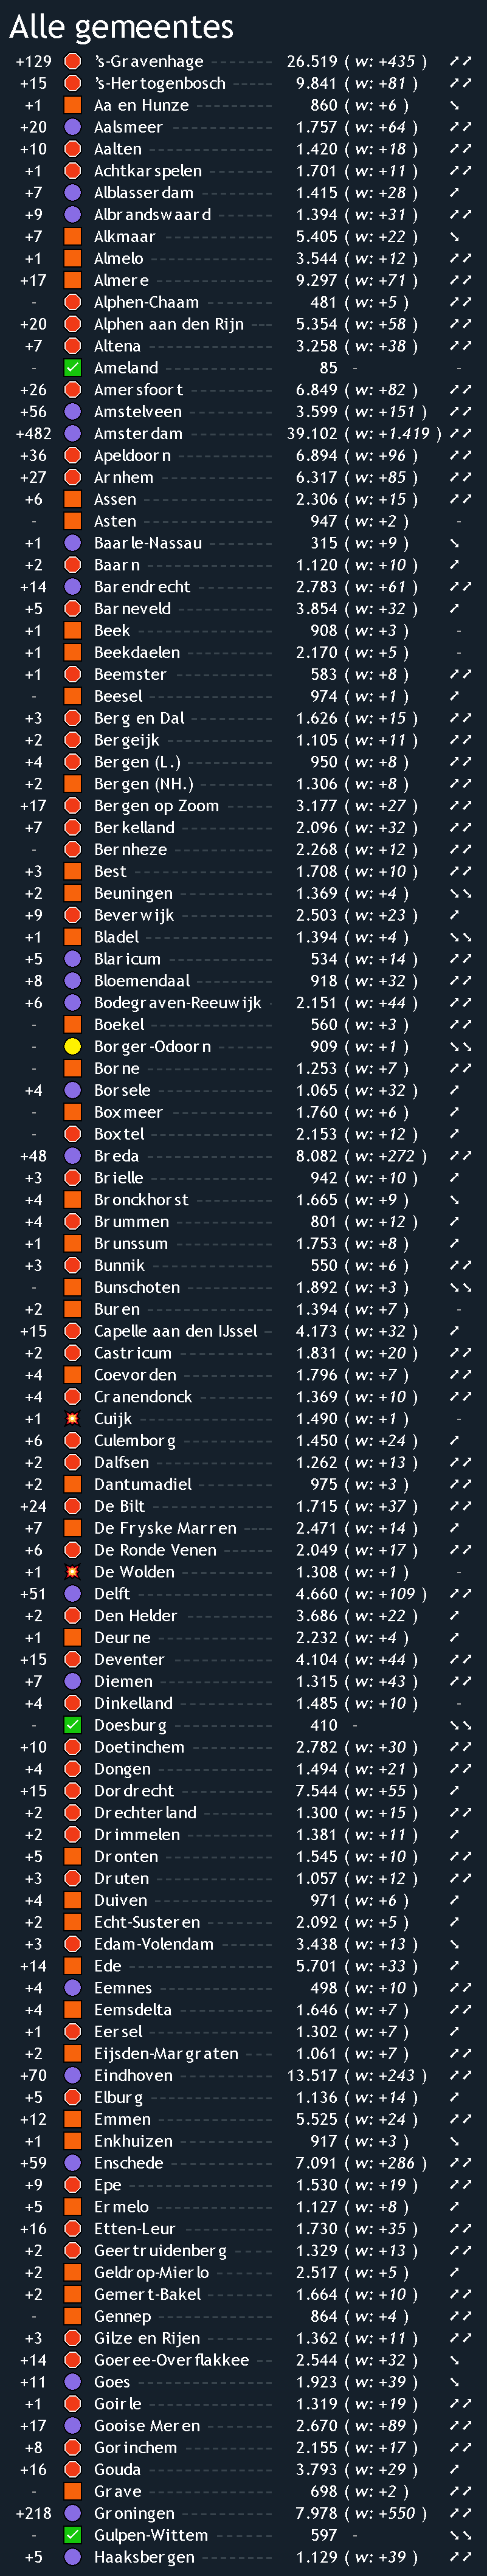 Alle gemeentes
+129 's-Gravenhage 26.519 ( w: +435 )
+15 's-Hertogenbosch 9.841 ( w: +81 )
+1 Aa en Hunze 860 ( w: +6 )
+20 Aalsmeer 1.757 ( w: +64 )
+10 Aalten 1.420 ( w: +18 )
+1 Achtkarspelen 1.701 ( w: +11 )
+7 Alblasserdam 1.415 ( w: +28 )
+9 Albrandswaard 1.394 ( w: +31 )
+7 Alkmaar 5.405 ( w: +22 )
+1 Almelo 3.544 ( w: +12 )
+17 Almere 9.297 ( w: +71 )
- Alphen-Chaam 481 ( w: +5 )
+20 Alphen aan den Rijn 5.354 ( w: +58 )
+7 Altena 3.258 ( w: +38 )
- Ameland 85 - -
+26 Amersfoort 6.849 ( w: +82 )
+56 Amstelveen 3.599 ( w: +151 )
+482 Amsterdam 39.102 ( w: +1.419 )
+36 Apeldoorn 6.894 ( w: +96 )
+27 Arnhem 6.317 ( w: +85 )
+6 Assen 2.306 ( w: +15 )
- Asten 947 ( w: +2 ) -
+1 Baarle-Nassau 315 ( w: +9 )
+2 Baarn 1.120 ( w: +10 )
+14 Barendrecht 2.783 ( w: +61 )
+5 Barneveld 3.854 ( w: +32 )
+1 Beek 908 ( w: +3 ) -
+1 Beekdaelen 2.170 ( w: +5 ) -
+1 Beemster 583 ( w: +8 )
- Beesel 974 ( w: +1 )
+3 Berg en Dal 1.626 ( w: +15 )
+2 Bergeijk 1.105 ( w: +11 )
+4 Bergen (L.) 950 ( w: +8 )
+2 Bergen (NH.) 1.306 ( w: +8 )
+17 Bergen op Zoom 3.177 ( w: +27 )
+7 Berkelland 2.096 ( w: +32 )
- Bernheze 2.268 ( w: +12 )
+3 Best 1.708 ( w: +10 )
+2 Beuningen 1.369 ( w: +4 )
+9 Beverwijk 2.503 ( w: +23 )
+1 Bladel 1.394 ( w: +4 )
+5 Blaricum 534 ( w: +14 )
+8 Bloemendaal 918 ( w: +32 )
+6 Bodegraven-Reeuwijk 2.151 ( w: +44 )
- Boekel 560 ( w: +3 )
- Borger-Odoorn 909 ( w: +1 )
- Borne 1.253 ( w: +7 )
+4 Borsele 1.065 ( w: +32 )
- Boxmeer 1.760 ( w: +6 )
- Boxtel 2.153 ( w: +12 )
+48 Breda 8.082 ( w: +272 )
+3 Brielle 942 ( w: +10 )
+4 Bronckhorst 1.665 ( w: +9 )
+4 Brummen 801 ( w: +12 )
+1 Brunssum 1.753 ( w: +8 )
+3 Bunnik 550 ( w: +6 )
- Bunschoten 1.892 ( w: +3 )
+2 Buren 1.394 ( w: +7 ) -
+15 Capelle aan den IJssel 4.173 ( w: +32 )
+2 Castricum 1.831 ( w: +20 )
+4 Coevorden 1.796 ( w: +7 )
+4 Cranendonck 1.369 ( w: +10 )
+1 Cuijk 1.490 ( w: +1 ) -
+6 Culemborg 1.450 ( w: +24 )
+2 Dalfsen 1.262 ( w: +13 )
+2 Dantumadiel 975 ( w: +3 )
+24 De Bilt 1.715 ( w: +37 )
+7 De Fryske Marren 2.471 ( w: +14 )
+6 De Ronde Venen 2.049 ( w: +17 )
+1 De Wolden 1.308 ( w: +1 ) -
+51 Delft 4.660 ( w: +109 )
+2 Den Helder 3.686 ( w: +22 )
+1 Deurne 2.232 ( w: +4 )
+15 Deventer 4.104 ( w: +44 )
+7 Diemen 1.315 ( w: +43 )
+4 Dinkelland 1.485 ( w: +10 ) -
- Doesburg 410 -
+10 Doetinchem 2.782 ( w: +30 )
+4 Dongen 1.494 ( w: +21 )
+15 Dordrecht 7.544 ( w: +55 )
+2 Drechterland 1.300 ( w: +15 )
+2 Drimmelen 1.381 ( w: +11 )
+5 Dronten 1.545 ( w: +10 )
+3 Druten 1.057 ( w: +12 )
+4 Duiven 971 ( w: +6 )
+2 Echt-Susteren 2.092 ( w: +5 )
+3 Edam-Volendam 3.438 ( w: +13 )
+14 Ede 5.701 ( w: +33 )
+4 Eemnes 498 ( w: +10 )
+4 Eemsdelta 1.646 ( w: +7 )
+1 Eersel 1.302 ( w: +7 )
+2 Eijsden-Margraten 1.061 ( w: +7 )
+70 Eindhoven 13.517 ( w: +243 )
+5 Elburg 1.136 ( w: +14 )
+12 Emmen 5.525 ( w: +24 )
+1 Enkhuizen 917 ( w: +3 )
+59 Enschede 7.091 ( w: +286 )
+9 Epe 1.530 ( w: +19 )
+5 Ermelo 1.127 ( w: +8 )
+16 Etten-Leur 1.730 ( w: +35 )
+2 Geertruidenberg 1.329 ( w: +13 )
+2 Geldrop-Mierlo 2.517 ( w: +5 )
+2 Gemert-Bakel 1.664 ( w: +10 )
- Gennep 864 ( w: +4 )
+3 Gilze en Rijen 1.362 ( w: +11 )
+14 Goeree-Overflakkee 2.544 ( w: +32 )
+11 Goes 1.923 ( w: +39 )
+1 Goirle 1.319 ( w: +19 )
+17 Gooise Meren 2.670 ( w: +89 )
+8 Gorinchem 2.155 ( w: +17 )
+16 Gouda 3.793 ( w: +29 )
- Grave 698 ( w: +2 )
+218 Groningen 7.978 ( w: +550 )
- Gulpen-Wittem 597 -
+5 Haaksbergen 1.129 ( w: +39 )